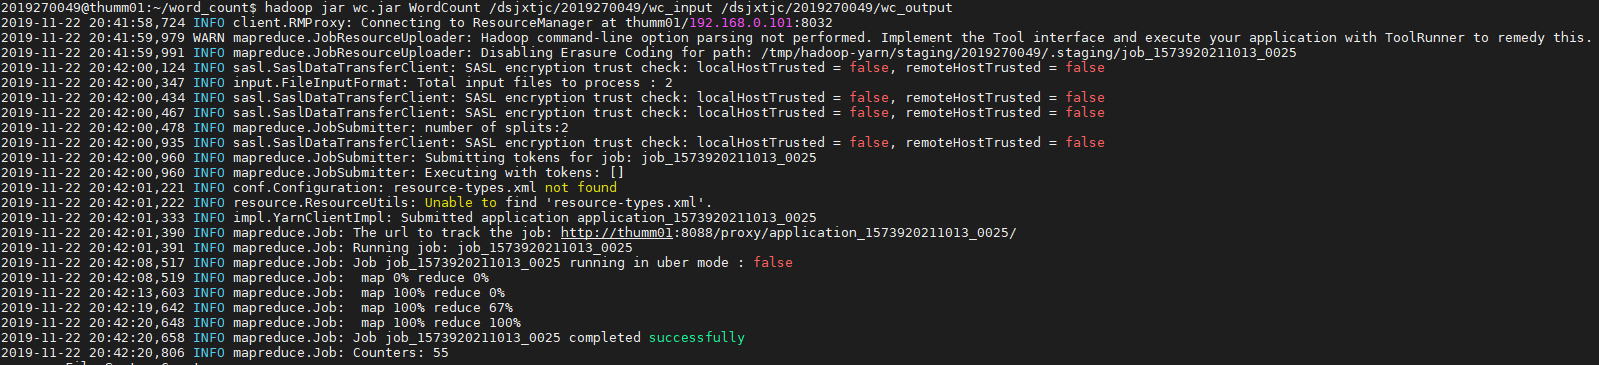 2019270049@thumm01:~/word_count$ hadoop jar wc.jar WordCount /dsjxtjc/2019270049/wc_input /dsjxtjc/2019270049/wc_output
2019-11-22 20:41:58,724 INFO client.RMProxy: Connecting to ResourceManager at thumm01/192.168.0.101:8032
2019-11-22 20:41:59,979 WARN mapreduce.JobResourceUploader: Hadoop command-line option parsing not performed. Implement the Tool interface and execute your application with ToolRunner to remedy this.
2019-11-22 20:41:59,991 INFO mapreduce.JobResourceUploader: Disabling Erasure Coding for path: /tmp/hadoop-yarn/staging/2019270049/.staging/job_1573920211013_0025
2019-11-22 20:42:00,124 INFO sasl.SaslDataTransferClient: SASL encryption trust check: localHostTrusted = false, remoteHostTrusted = false
2019-11-22 20:42:00,347 INFO input.FileInputFormat: Total input files to process : 2
2019-11-22 20:42:00,434 INFO sasl.SaslDataTransferClient: SASL encryption trust check: localHostTrusted = false, remoteHostTrusted = false
2019-11-22 20:42:00,467 INFO sasl.SaslDataTransferClient: SASL encryption trust check: localHostTrusted = false, remoteHostTrusted = false
2019-11-22 20:42:00,478 INFO mapreduce.JobSubmitter: number of splits:2
2019-11-22 20:42:00,935 INFO sasl.SaslDataTransferClient: SASL encryption trust check: localHostTrusted = false, remoteHostTrusted = false
2019-11-22 20:42:00,960 INFO mapreduce.JobSubmitter: Submitting tokens for job: job_1573920211013_0025
2019-11-22 20:42:00,960 INFO mapreduce.JobSubmitter: Executing with tokens: []
2019-11-22 20:42:01,221 INFO conf.Configuration: resource-types.xml not found
2019-11-22 20:42:01,222 INFO resource.ResourceUtils: Unable to find 'resource-types.xml'.
2019-11-22 20:42:01,333 INFO impl.YarnClientImpl: Submitted application application_1573920211013_0025
2019-11-22 20:42:01,390 INFO mapreduce.Job: The url to track the job: http://thumm01:8088/proxy/application_1573920211013_0025/
2019-11-22 20:42:01,391 INFO mapreduce.Job: Running job: job_1573920211013_0025
2019-11-22 20:42:08,517 INFO mapreduce.Job: Job job_1573920211013_0025 running in uber mode : false
2019-11-22 20:42:08,519 INFO mapreduce.Job:  map 0% reduce 0%
2019-11-22 20:42:13,603 INFO mapreduce.Job:  map 100% reduce 0%
2019-11-22 20:42:19,642 INFO mapreduce.Job:  map 100% reduce 67%
2019-11-22 20:42:20,648 INFO mapreduce.Job:  map 100% reduce 100%
2019-11-22 20:42:20,658 INFO mapreduce.Job: Job job_1573920211013_0025 completed successfully
2019-11-22 20:42:20,806 INFO mapreduce.Job: Counters: 55